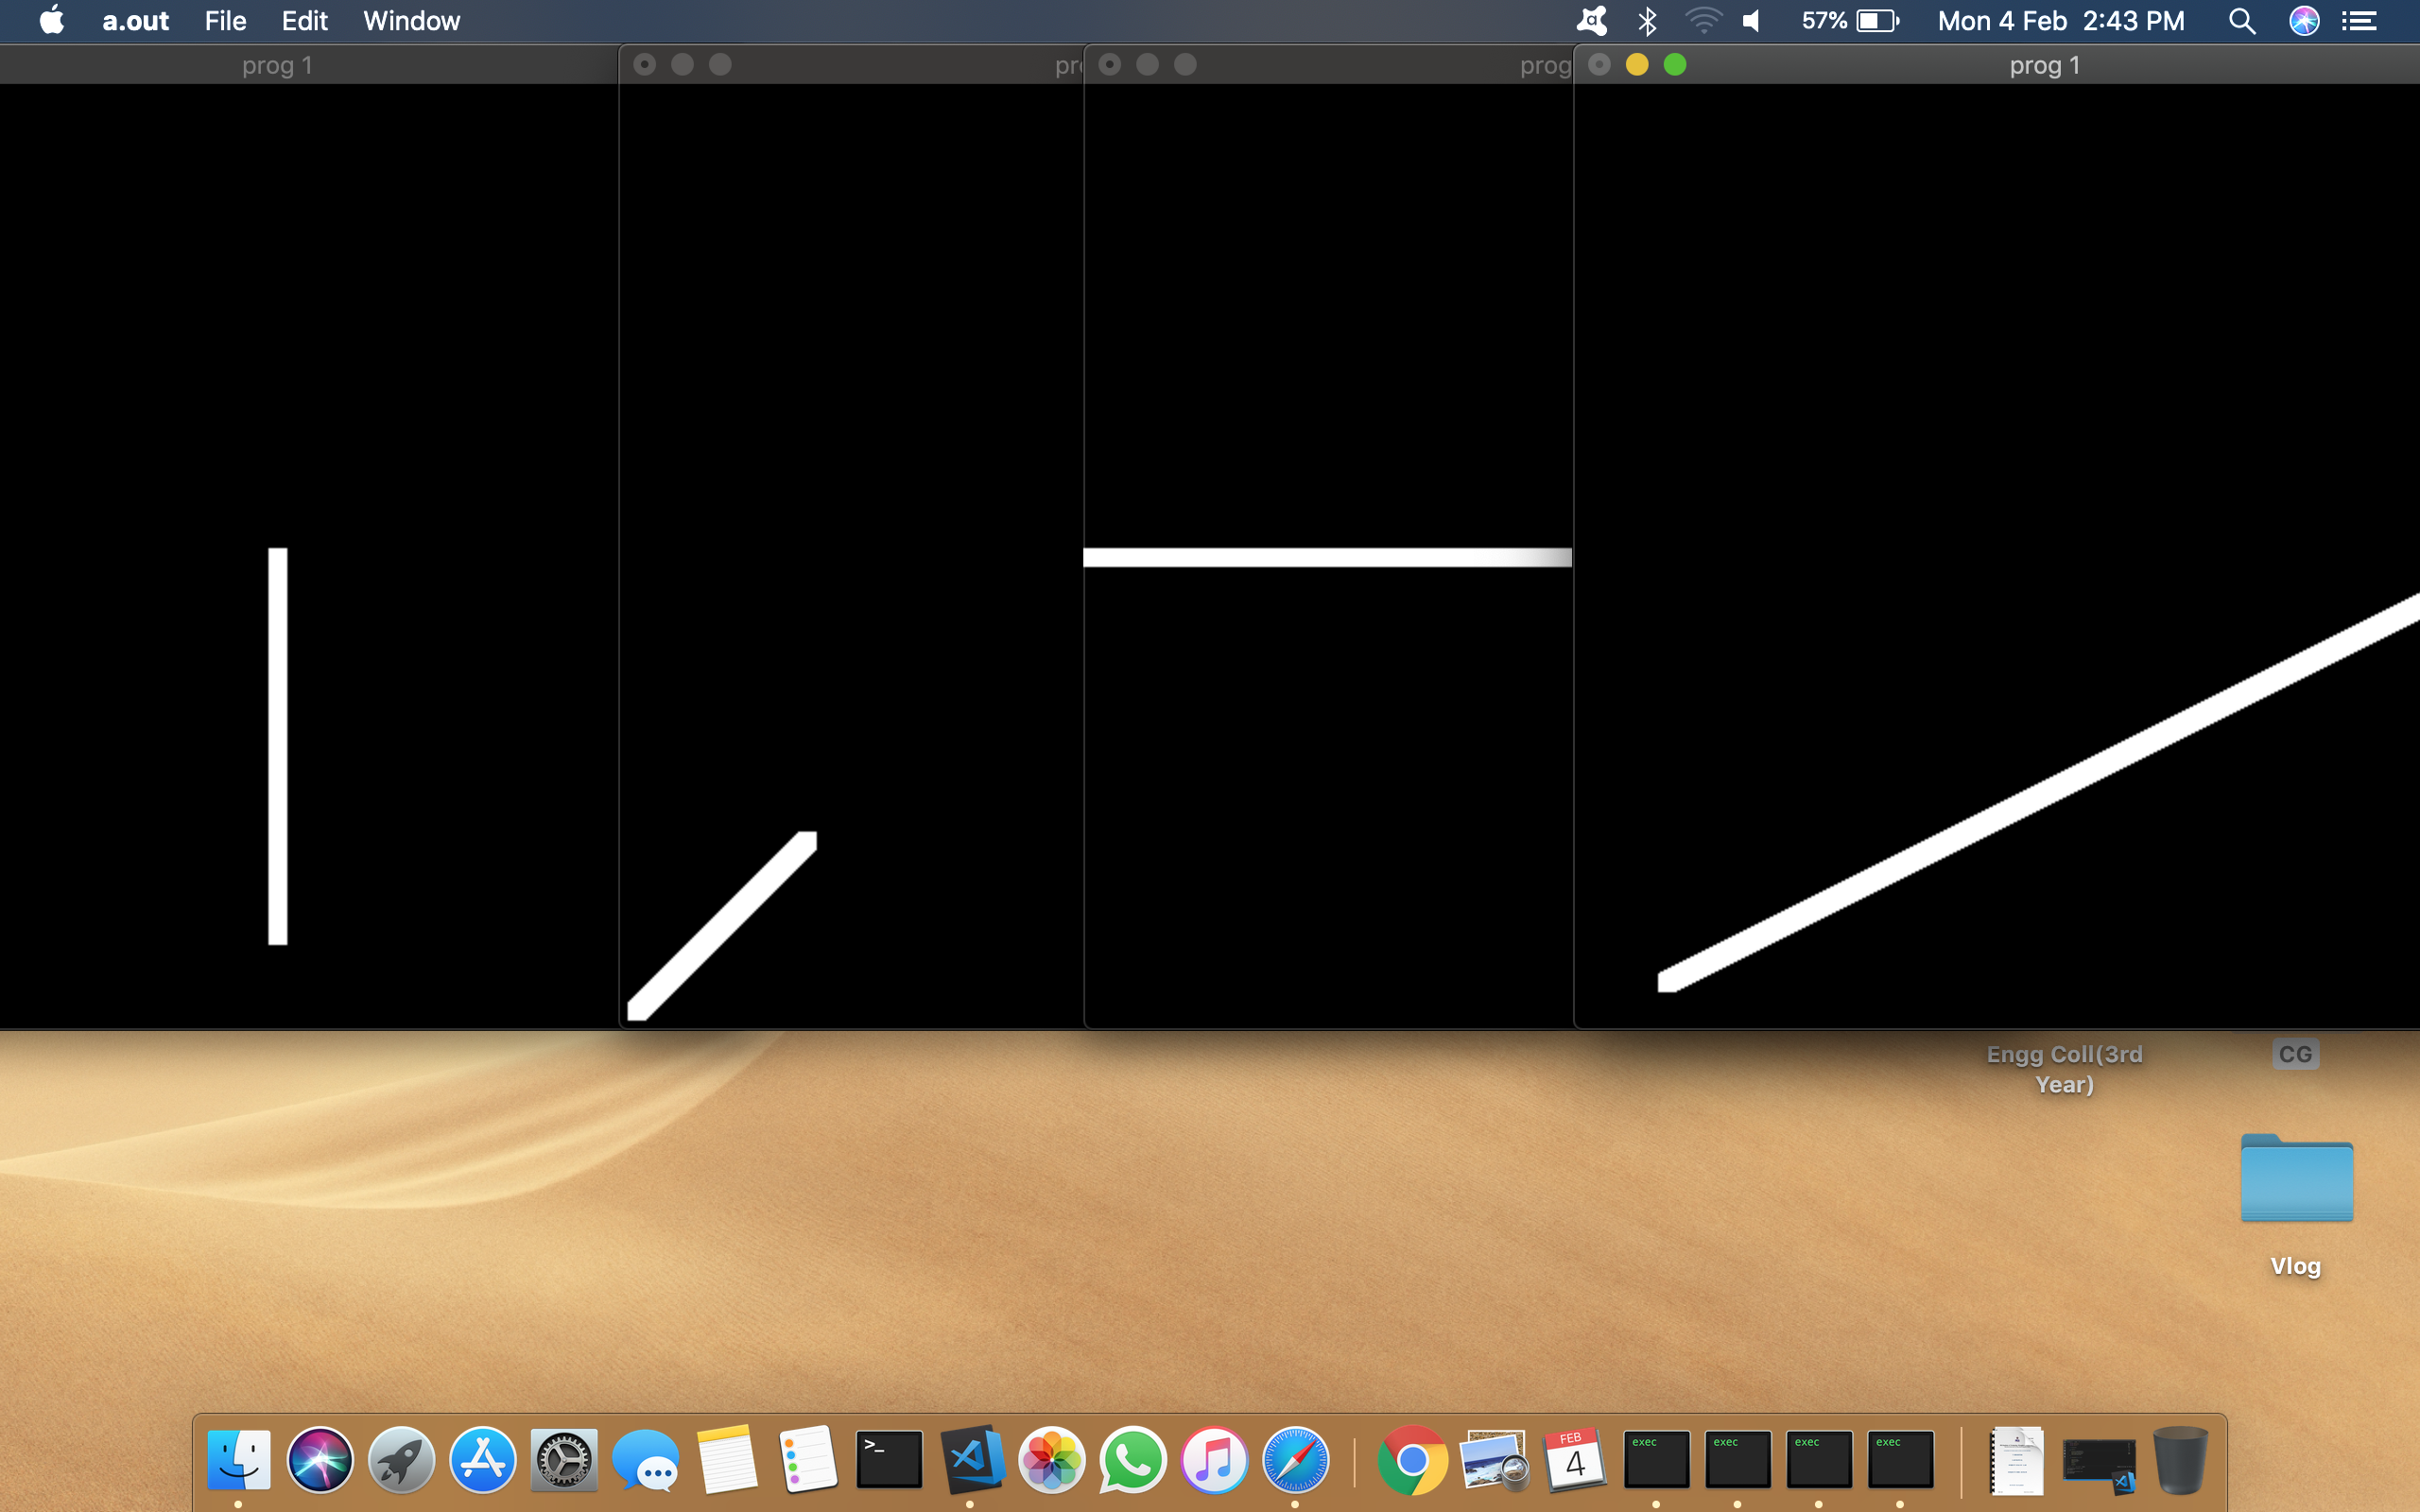 a.out File Edit Window 57% Mon 4 Feb 2:43 PM
prog 1
prog
prog 1
Engg Coll(3rd
Year)
CG
Vlog
FEB
4
exec
exec
exec
exec
>_